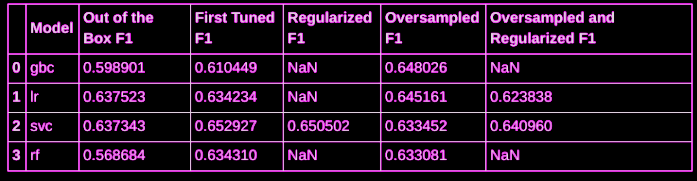 Model Out of the Box F1 First Tuned F1 Regularized F1 Oversampled F1 Oversampled and Regularized F1
0 gbc 0.598901 0.610449 NaN 0.648026 NaN
1 lr 0.637523 0.634234 NaN 0.645161 0.623838
2 svc 0.637343 0.652927 0.650502 0.633452 0.640960
3 rf 0.568684 0.634310 NaN 0.633081 NaN